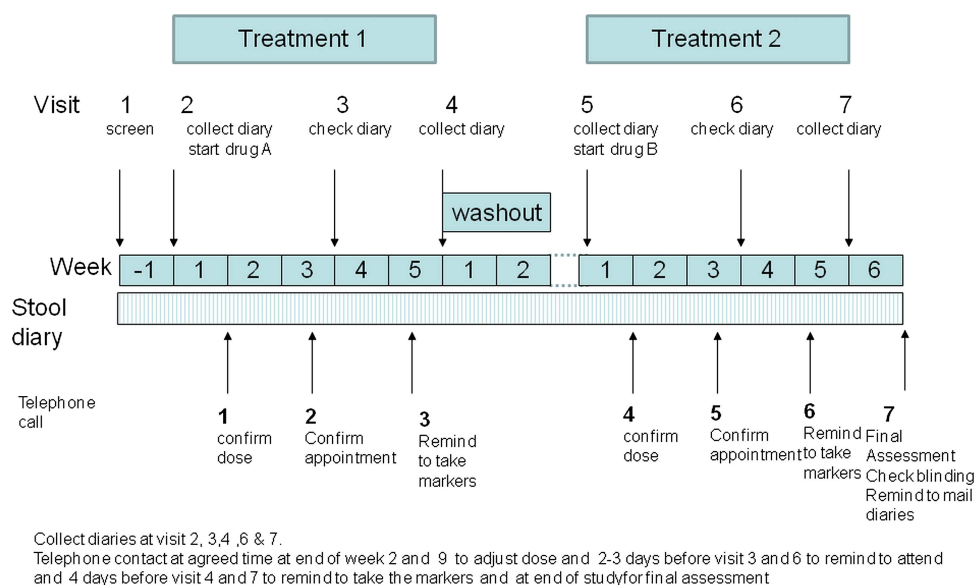 Treatment 1 Treatment 2
Visit 1 2 3 4 5 6 7
screen collect diary check diary collect diary collect diary check diary collect diary
start drug A start drug B
washout
Week -1 1 2 3 4 5 1 2 1 2 3 4 5 6
Stool
diary
Telephone
call
1
confirm
dose
2
Confirm
appointment
3
Remind
to take
markers
4
confirm
dose
5
Confirm
appointment
6
Remind
to take
markers
7
Final
Assessment
Check blinding
Remind to mail
diaries
Collect diaries at visit 2, 3,4 ,6 & 7.
Telephone contact at agreed time at end of week 2 and 9 to adjust dose and 2-3 days before visit 3 and 6 to remind to attend
and 4 days before visit 4 and 7 to remind to take the markers and at end of studyfor final assessment